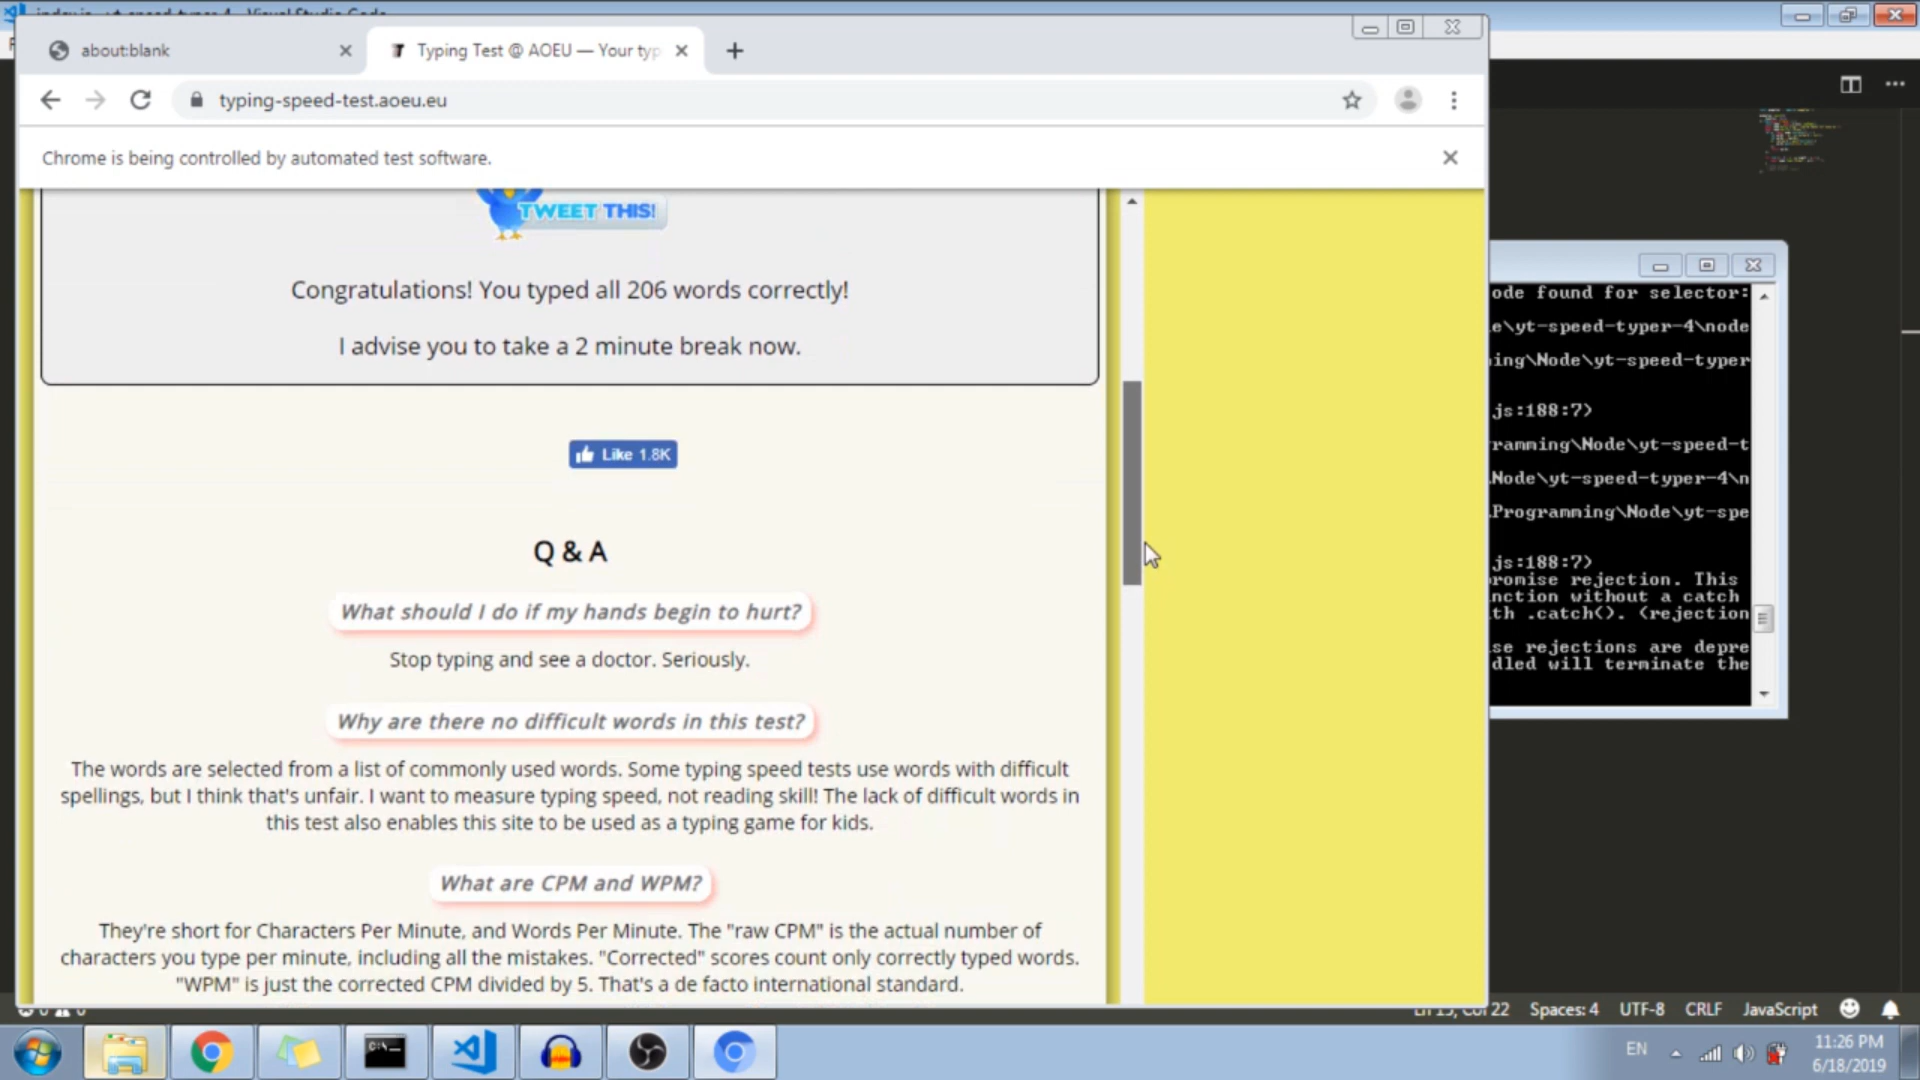 about:blank
Typing Test @ AOEU — Your typ
typing-speed-test.aoeu.eu
Chrome is being controlled by automated test software.
TWEET THIS!
Congratulations! You typed all 206 words correctly!
I advise you to take a 2 minute break now.
Like 1.8K
Q & A
What should I do if my hands begin to hurt?
Stop typing and see a doctor. Seriously.
Why are there no difficult words in this test?
The words are selected from a list of commonly used words. Some typing speed tests use words with difficult
spellings, but I think that's unfair. I want to measure typing speed, not reading skill! The lack of difficult words in
this test also enables this site to be used as a typing game for kids.
What are CPM and WPM?
They're short for Characters Per Minute, and Words Per Minute. The "raw CPM" is the actual number of
characters you type per minute, including all the mistakes. "Corrected" scores count only correctly typed words.
"WPM" is just the corrected CPM divided by 5. That's a de facto international standard.
ode found for selector:
e\yt-speed-typer-4\node
ing\Node\yt-speed-typer
js:188:7)
ramming\Node\yt-speed-t
Node\yt-speed-typer-4\n
Programming\Node\yt-spe
js:188:7)
romise rejection. This
nction without a catch
th .catch(). (rejection
se rejections are depre
dled will terminate the
Spaces: 4 UTF-8 CRLF JavaScript
EN
11:26 PM
6/18/2019